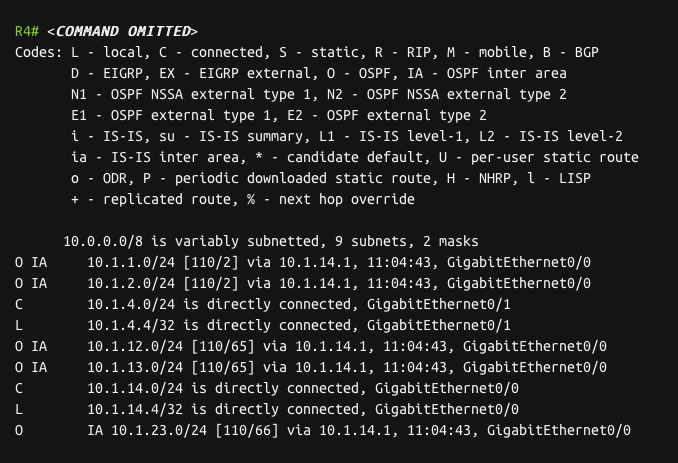 R4# <COMMAND OMITTED>
Codes: L - local, C - connected, S - static, R - RIP, M - mobile, B - BGP
       D - EIGRP, EX - EIGRP external, O - OSPF, IA - OSPF inter area
       N1 - OSPF NSSA external type 1, N2 - OSPF NSSA external type 2
       E1 - OSPF external type 1, E2 - OSPF external type 2
       i - IS-IS, su - IS-IS summary, L1 - IS-IS level-1, L2 - IS-IS level-2
       ia - IS-IS inter area, * - candidate default, U - per-user static route
       o - ODR, P - periodic downloaded static route, H - NHRP, l - LISP
       + - replicated route, % - next hop override

      10.0.0.0/8 is variably subnetted, 9 subnets, 2 masks
O IA     10.1.1.0/24 [110/2] via 10.1.14.1, 11:04:43, GigabitEthernet0/0
O IA     10.1.2.0/24 [110/2] via 10.1.14.1, 11:04:43, GigabitEthernet0/0
C        10.1.4.0/24 is directly connected, GigabitEthernet0/1
L        10.1.4.4/32 is directly connected, GigabitEthernet0/1
O IA     10.1.12.0/24 [110/65] via 10.1.14.1, 11:04:43, GigabitEthernet0/0
O IA     10.1.13.0/24 [110/65] via 10.1.14.1, 11:04:43, GigabitEthernet0/0
C        10.1.14.0/24 is directly connected, GigabitEthernet0/0
L        10.1.14.4/32 is directly connected, GigabitEthernet0/0
O        IA 10.1.23.0/24 [110/66] via 10.1.14.1, 11:04:43, GigabitEthernet0/0